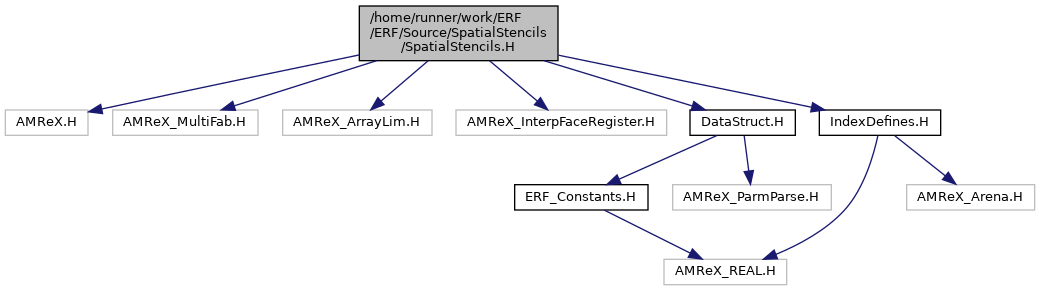 /home/runner/work/ERF
/ERF/Source/SpatialStencils
/SpatialStencils.H
AMReX.H
AMReX_MultiFab.H
AMReX_ArrayLim.H
AMReX_InterpFaceRegister.H
DataStruct.H
IndexDefines.H
ERF_Constants.H
AMReX_ParmParse.H
AMReX_Arena.H
AMReX_REAL.H